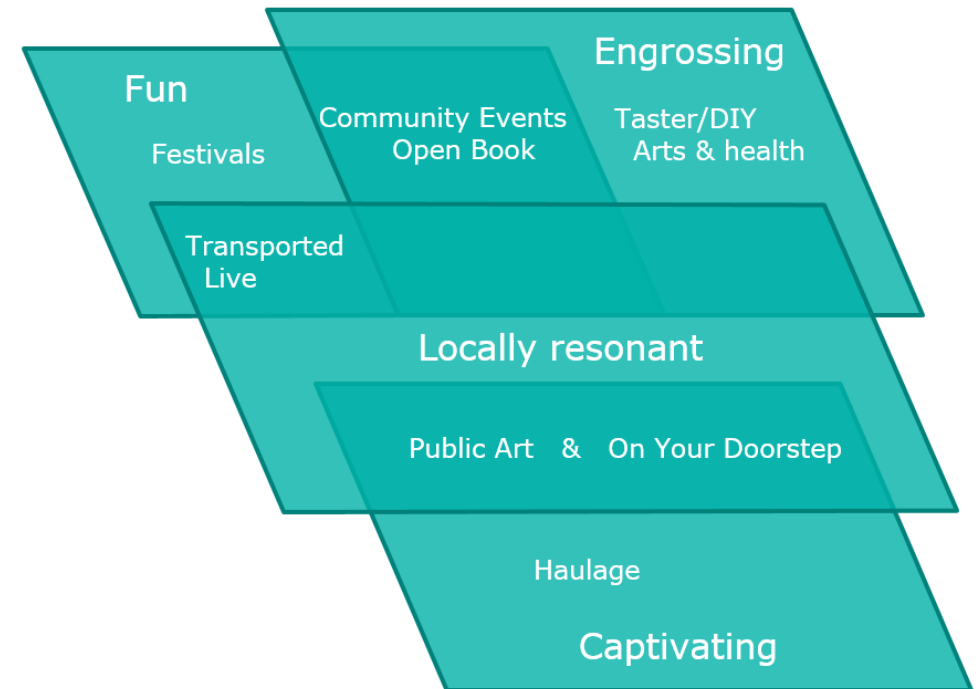 Fun
Festivals
Community Events
Open Book
Engrossing
Taster/DIY
Arts & health
Transported
Live
Locally resonant
Public Art & On Your Doorstep
Haulage
Captivating